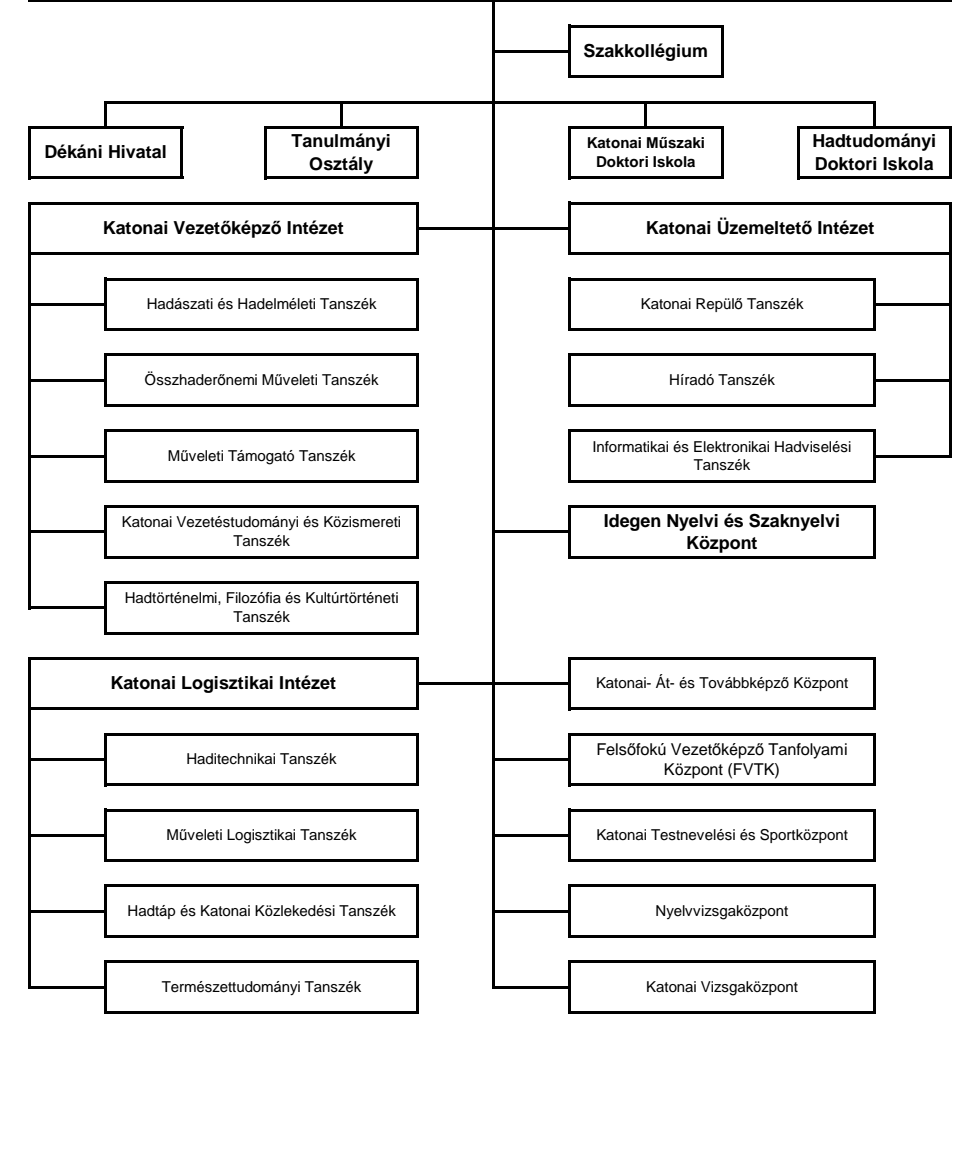 Szakkollégium
Dékáni Hivatal
Tanulmányi
Osztály
Katonai Műszaki
Doktori Iskola
Hadtudományi
Doktori Iskola
Katonai Vezetőképző Intézet
Katonai Üzemeltető Intézet
Hadászati és Hadelméleti Tanszék
Katonai Repülő Tanszék
Összhaderőnemi Műveleti Tanszék
Híradó Tanszék
Műveleti Támogató Tanszék
Informatikai és Elektronikai Hadviselési
Tanszék
Katonai Vezetéstudományi és Közismereti
Tanszék
Idegen Nyelvi és Szaknyelvi
Központ
Hadtörténelmi, Filozófia és Kultúrtörténeti
Tanszék
Katonai Logisztikai Intézet
Katonai- Át- és Továbbképző Központ
Haditechnikai Tanszék
Felsőfokú Vezetőképző Tanfolyami
Központ (FVTK)
Műveleti Logisztikai Tanszék
Katonai Testnevelési és Sportközpont
Hadtáp és Katonai Közlekedési Tanszék
Nyelvvizsgaközpont
Természettudományi Tanszék
Katonai Vizsgaközpont